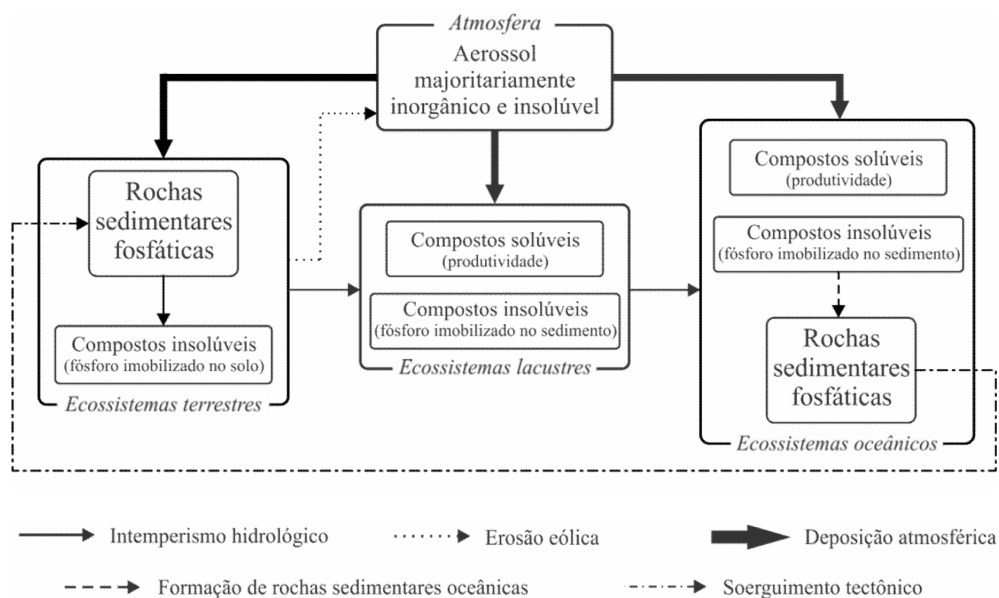 Atmosfera
Aerossol
majoritariamente
inorgânico e insolúvel
Rochas
sedimentares
fosfáticas
Compostos insolúveis
(fósforo imobilizado no solo)
Ecossistemas terrestres
Compostos solúveis
(produtividade)
Compostos insolúveis
(fósforo imobilizado no sedimento)
Ecossistemas lacustres
Compostos solúveis
(produtividade)
Compostos insolúveis
(fósforo imobilizado no sedimento)
Rochas
sedimentares
fosfáticas
Ecossistemas oceânicos
Intemperismo hidrológico
Erosão eólica
Deposição atmosférica
Formação de rochas sedimentares oceânicas
Soerguimento tectônico